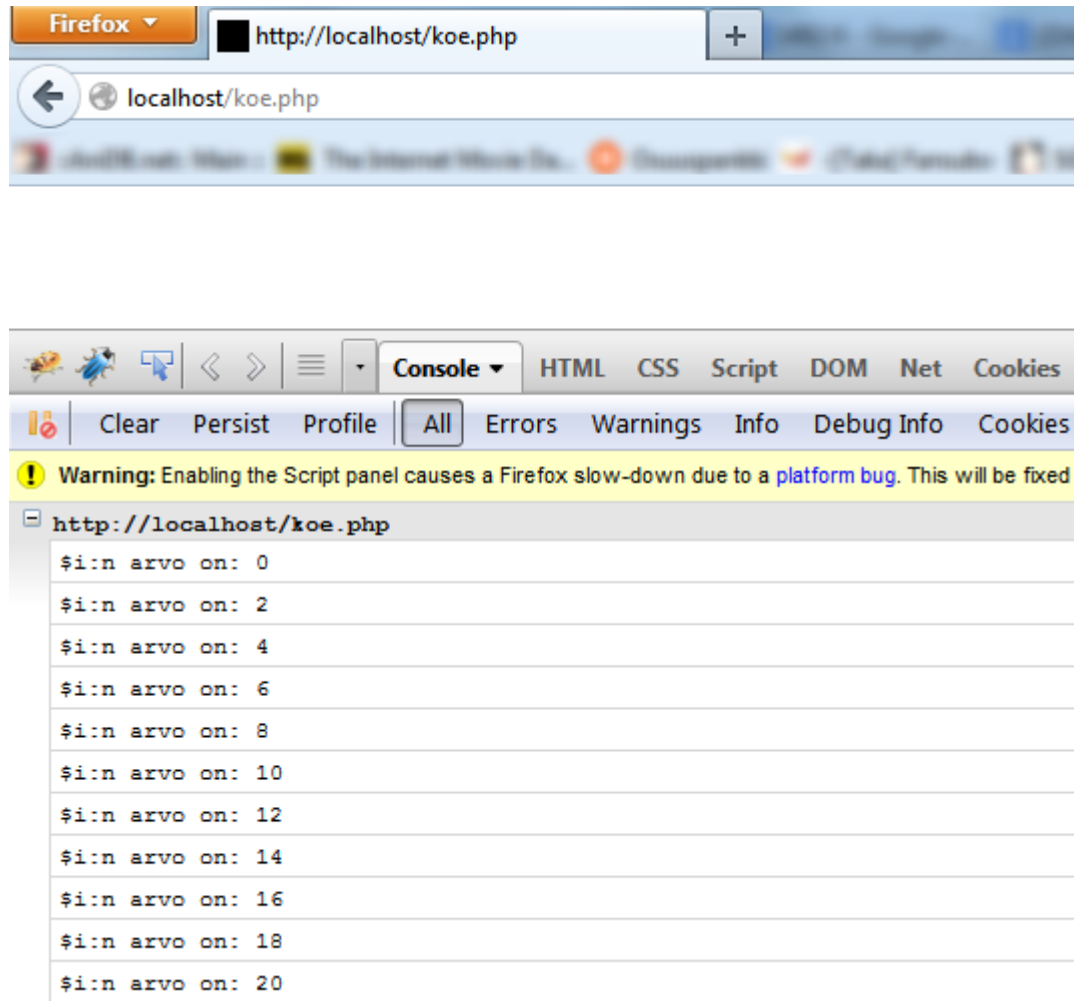 Firefox
http://localhost/koe.php
+
localhost/koe.php
Console HTML CSS Script DOM Net Cookies
Clear Persist Profile All Errors Warnings Info Debug Info Cookies
Warning: Enabling the Script panel causes a Firefox slow-down due to a platform bug. This will be fixed
http://localhost/koe.php
$i:n arvo on: 0
$i:n arvo on: 2
$i:n arvo on: 4
$i:n arvo on: 6
$i:n arvo on: 8
$i:n arvo on: 10
$i:n arvo on: 12
$i:n arvo on: 14
$i:n arvo on: 16
$i:n arvo on: 18
$i:n arvo on: 20